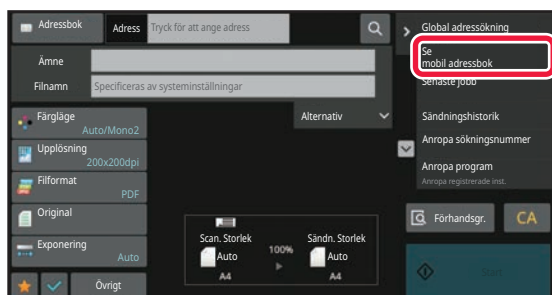 Adressbok
Adress
Tryck för att ange adress
Ämne
Filnamn
Specificeras av systeminställningar
Färgläge
Auto/Mono2
Upplösning
200x200dpi
Filformat
PDF
Original
Exponering
Auto
Övrigt
Alternativ
Scan. Storlek
Auto
A4
100%
Sändn. Storlek
Auto
A4
Global adressökning
Se
mobil adressbok
Senaste jobb
Sändningshistorik
Anropa sökningsnummer
Anropa program
Anropa registrerade inst.
Förhandsgr.
CA
Start